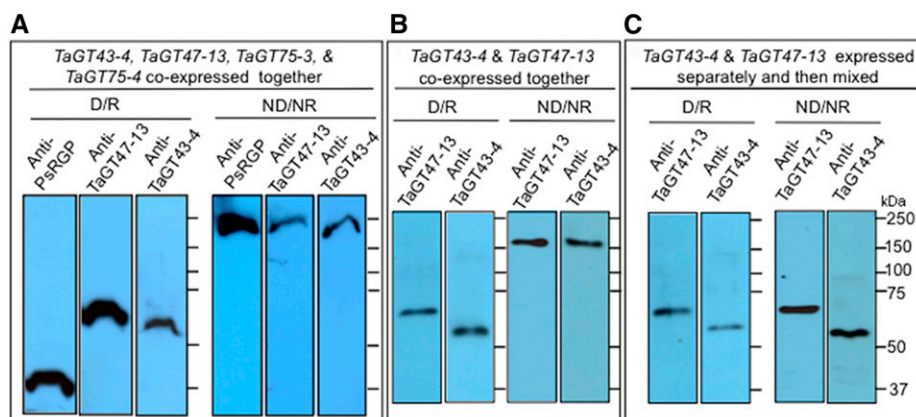 A
TaGT43-4, TaGT47-13, TaGT75-3, &
TaGT75-4 co-expressed together
D/R
ND/NR
Anti-
PsRGP
Anti-
TaGT47-13
Anti-
TaGT43-4
Anti-
PsRGP
Anti-
TaGT47-13
Anti-
TaGT43-4
B
TaGT43-4 & TaGT47-13
co-expressed together
D/R
ND/NR
Anti-
TaGT47-13
Anti-
TaGT43-4
Anti-
TaGT47-13
Anti-
TaGT43-4
C
TaGT43-4 & TaGT47-13 expressed
separately and then mixed
D/R
ND/NR
Anti-
TaGT47-13
Anti-
TaGT43-4
Anti-
TaGT47-13
Anti-
TaGT43-4
kDa
250
150
100
75
50
37